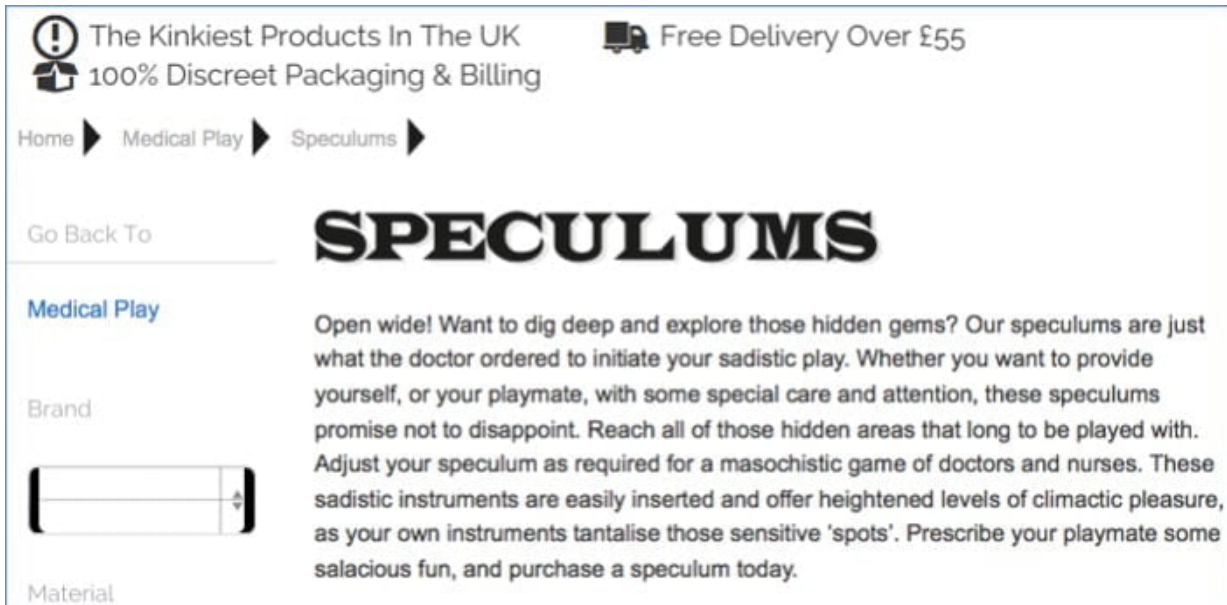 The Kinkiest Products In The UK
Free Delivery Over £55
100% Discreet Packaging & Billing
Home Medical Play Speculums
Go Back To
Medical Play
Brand
Material
SPECULUMS
Open wide! Want to dig deep and explore those hidden gems? Our speculums are just
what the doctor ordered to initiate your sadistic play. Whether you want to provide
yourself, or your playmate, with some special care and attention, these speculums
promise not to disappoint. Reach all of those hidden areas that long to be played with.
Adjust your speculum as required for a masochistic game of doctors and nurses. These
sadistic instruments are easily inserted and offer heightened levels of climactic pleasure,
as your own instruments tantalise those sensitive 'spots'. Prescribe your playmate some
salacious fun, and purchase a speculum today.